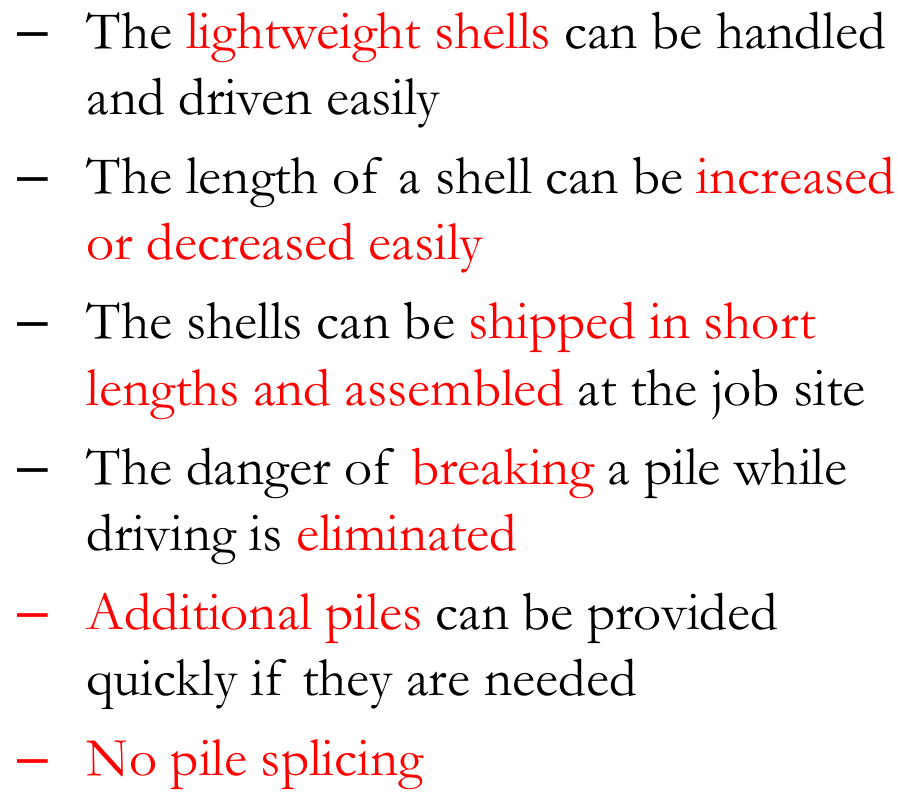 – The lightweight shells can be handled
and driven easily
– The length of a shell can be increased
or decreased easily
– The shells can be shipped in short
lengths and assembled at the job site
– The danger of breaking a pile while
driving is eliminated
– Additional piles can be provided
quickly if they are needed
– No pile splicing